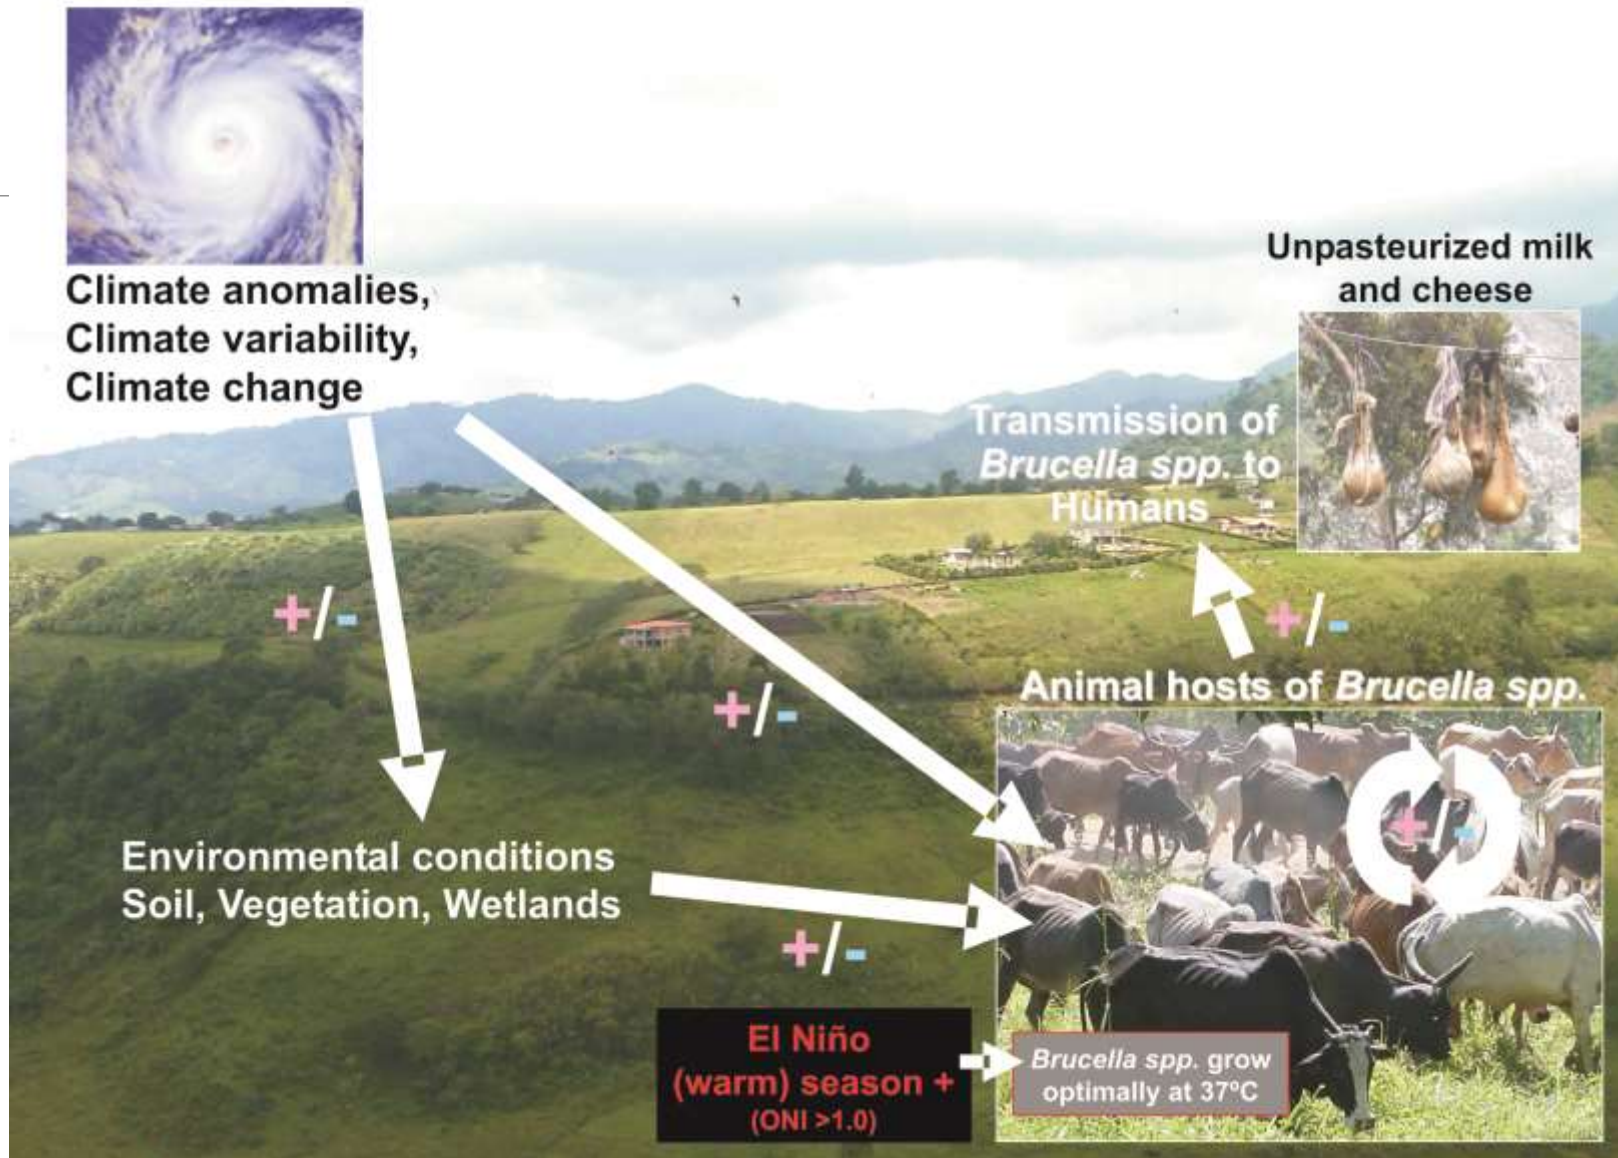 Climate anomalies,
Climate variability,
Climate change
Unpasteurized milk
and cheese
Transmission of
Brucella spp. to
Humans
+/-
+/-
+/-
Animal hosts of Brucella spp.
+/-
Environmental conditions
Soil, Vegetation, Wetlands
+/-
El Niño
(warm) season +
(ONI >1.0)
Brucella spp. grow
optimally at 37ºC